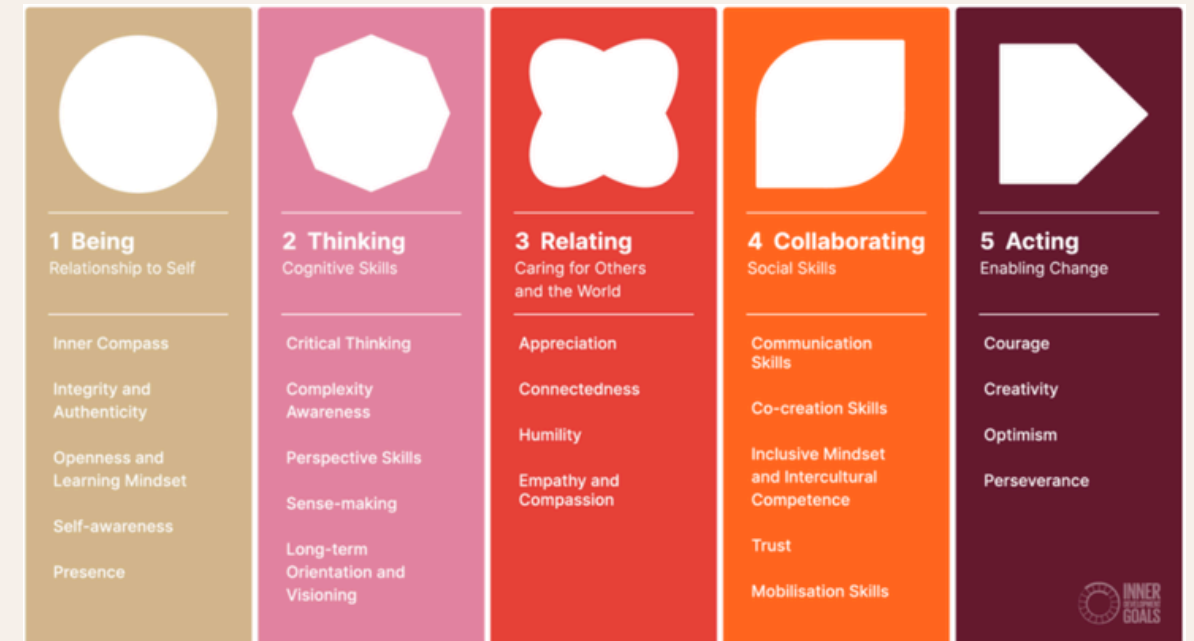 1 Being
Relationship to Self
Inner Compass
Integrity and
Authenticity
Openness and
Learning Mindset
Self-awareness
Presence
2 Thinking
Cognitive Skills
Critical Thinking
Complexity
Awareness
Perspective Skills
Sense-making
Long-term
Orientation and
Visioning
3 Relating
Caring for Others
and the World
Appreciation
Connectedness
Humility
Empathy and
Compassion
4 Collaborating
Social Skills
Communication
Skills
Co-creation Skills
Inclusive Mindset
and Intercultural
Competence
Trust
Mobilisation Skills
5 Acting
Enabling Change
Courage
Creativity
Optimism
Perseverance
INNER
DEVELOPMENT
GOALS